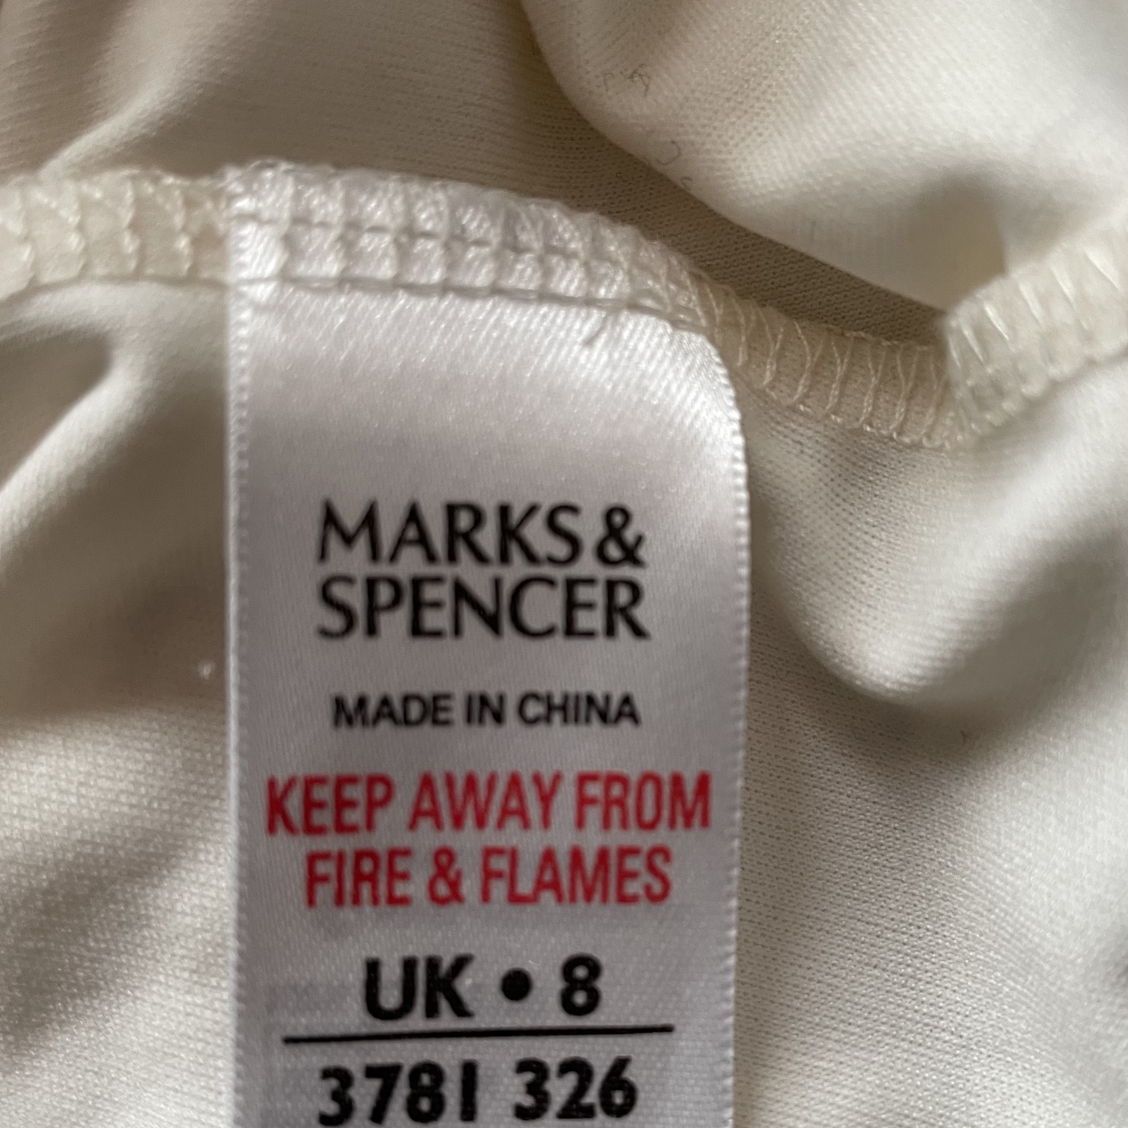 MARKS &
SPENCER
MADE IN CHINA
KEEP AWAY FROM
FIRE & FLAMES
UK • 8
3781 326